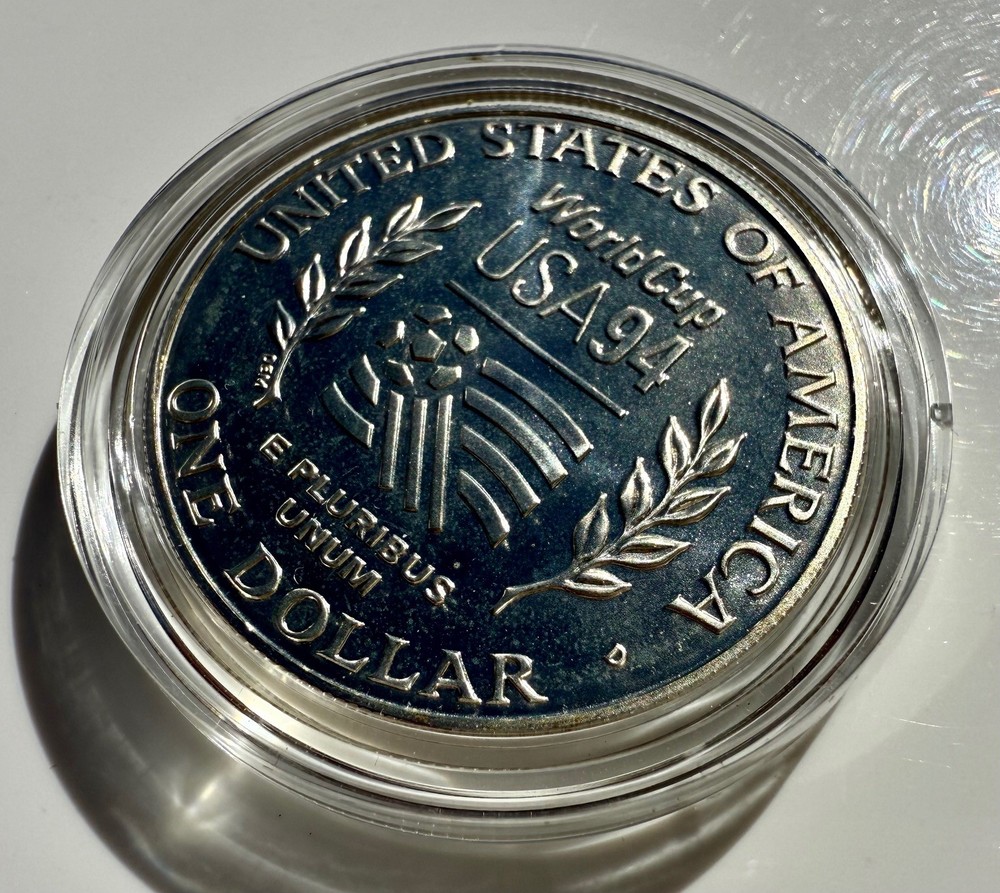 UNITED STATES OF AMERICA
World Cup
USA94
E PLURIBUS
UNUM
D
ONE DOLLAR